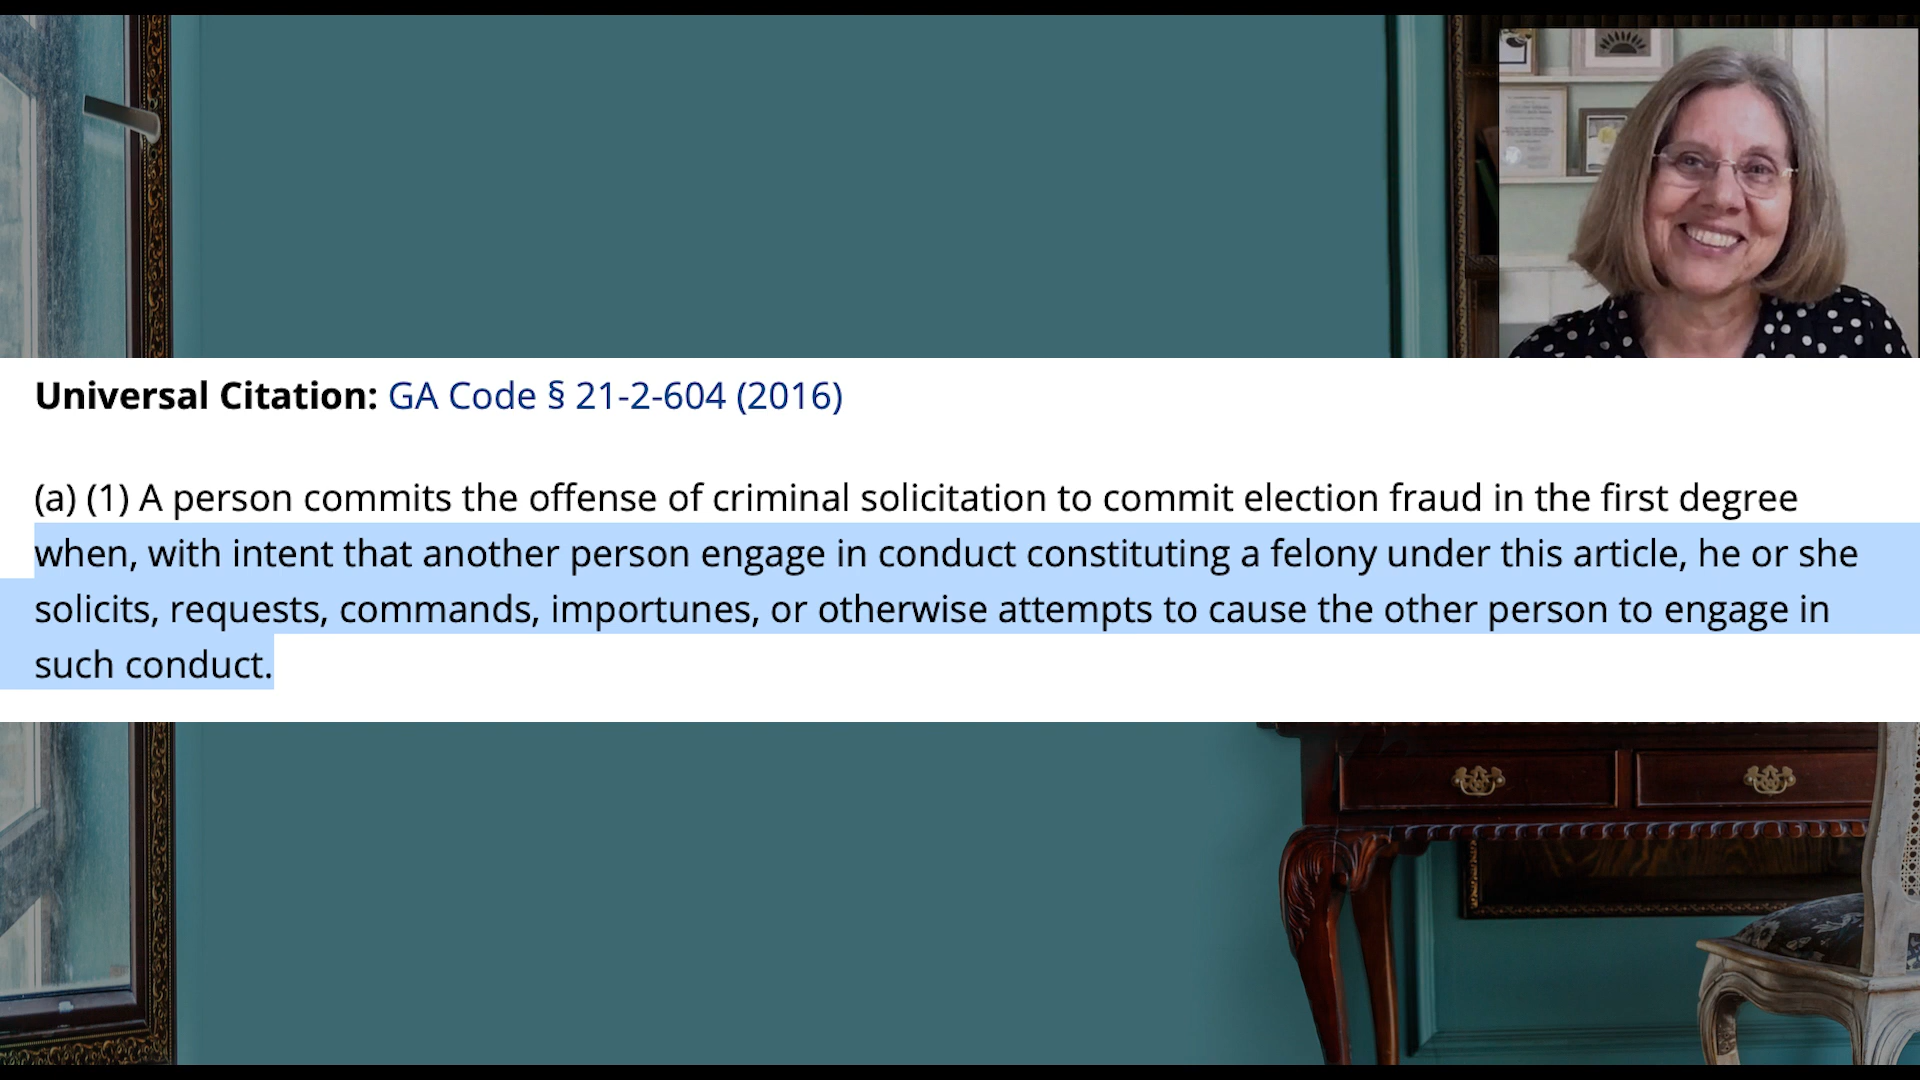 Universal Citation: GA Code § 21-2-604 (2016)
(a) (1) A person commits the offense of criminal solicitation to commit election fraud in the first degree
when, with intent that another person engage in conduct constituting a felony under this article, he or she
solicits, requests, commands, importunes, or otherwise attempts to cause the other person to engage in
such conduct.